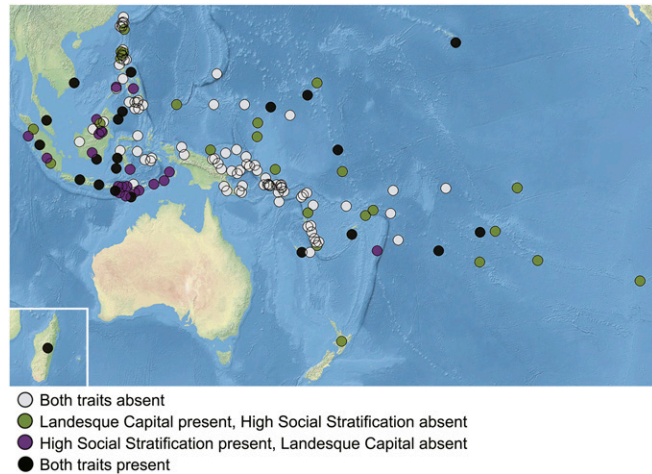 Both traits absent
Landesque Capital present, High Social Stratification absent
High Social Stratification present, Landesque Capital absent
Both traits present